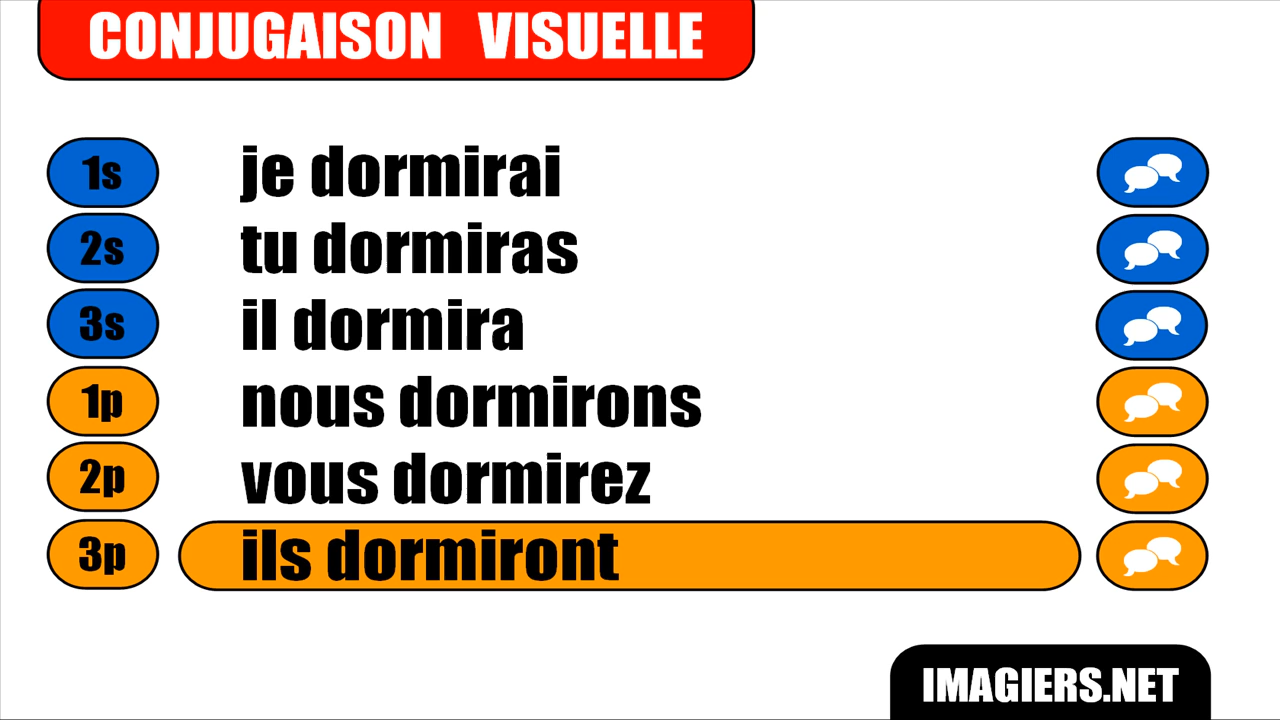 CONJUGAISON VISUELLE
1s je dormirai
2s tu dormiras
3s il dormira
1p nous dormirons
2p vous dormirez
3p ils dormiront
IMAGIERS.NET